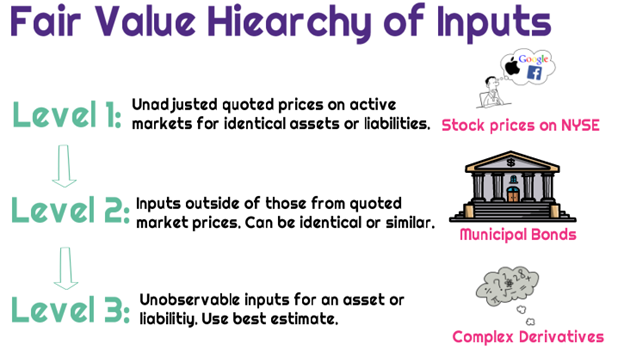 Fair Value Hiearchy of Inputs
Google
Level 1:
Unadjusted quoted prices on active
markets for identical assets or liabilities.
Stock prices on NYSE
Level 2:
Inputs outside of those from quoted
market prices. Can be identical or similar.
$
Municipal Bonds
Level 3:
Unobservable inputs for an asset or
liabilitiy. Use best estimate.
Complex Derivatives